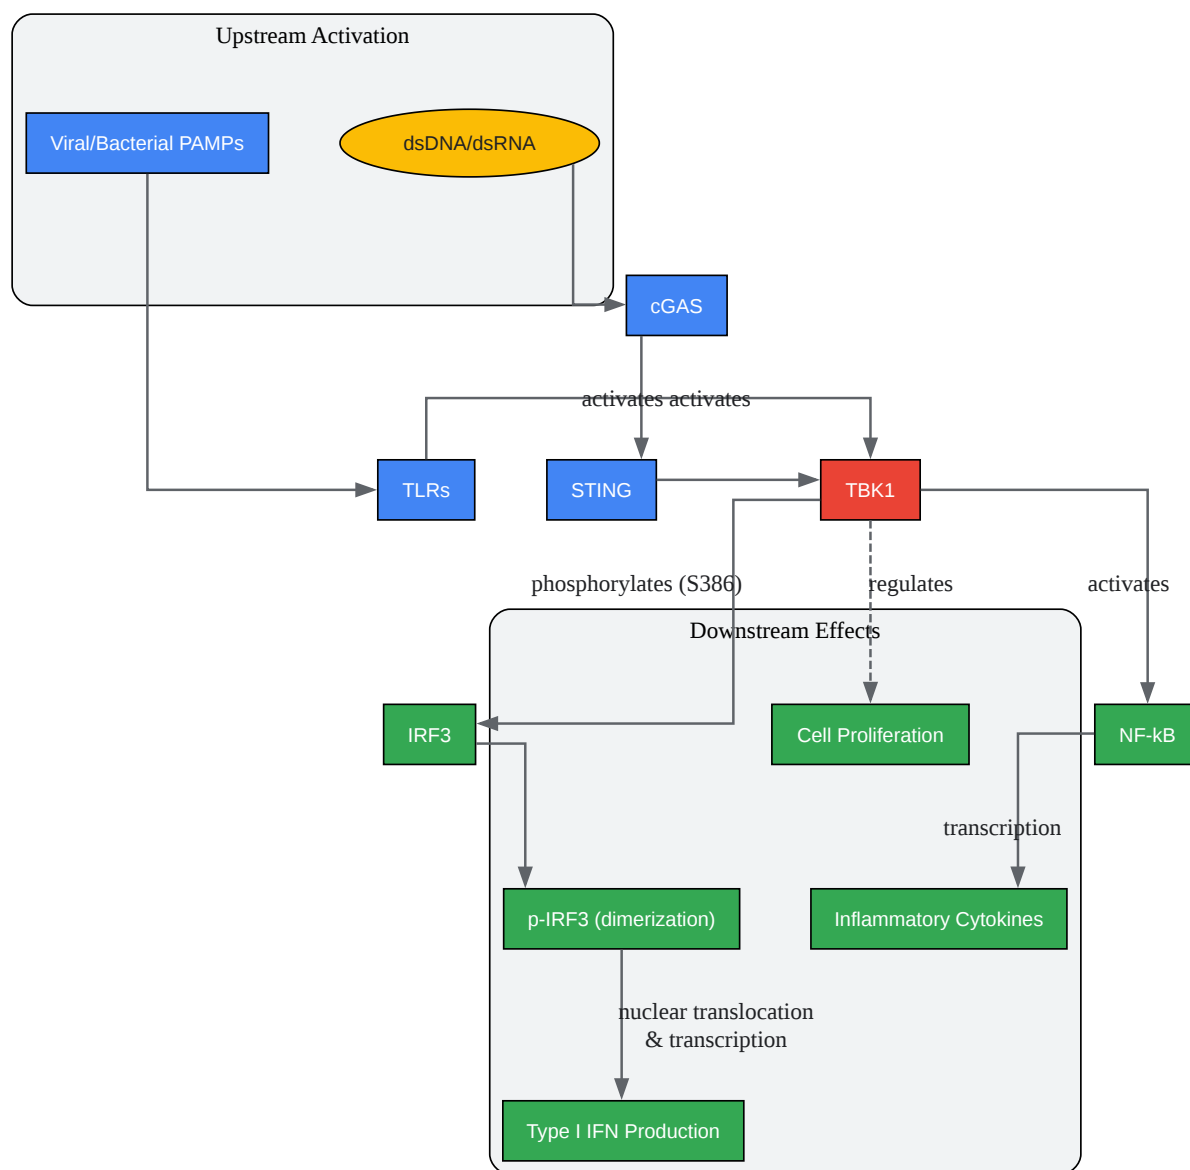 Upstream Activation
Viral/Bacterial PAMPs
dsDNA/dsRNA
cGAS
activates activates
TLRs
STING
TBK1
phosphorylates (S386)
regulates
activates
Downstream Effects
IRF3
Cell Proliferation
NF-kB
transcription
p-IRF3 (dimerization)
Inflammatory Cytokines
nuclear translocation
& transcription
Type I IFN Production